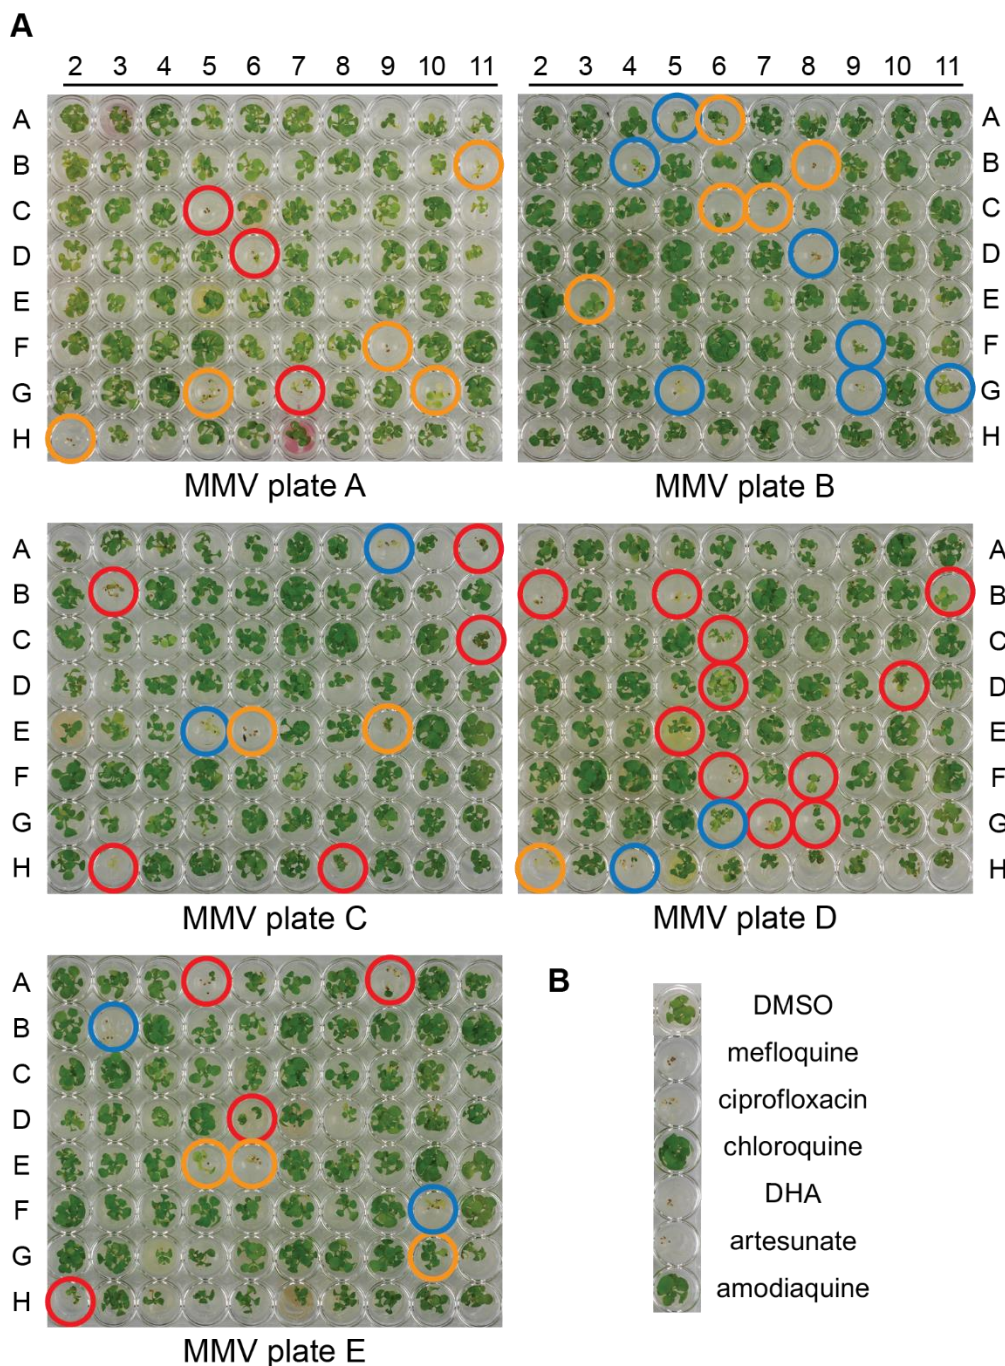 A
2 3 4 5 6 7 8 9 10 11 2 3 4 5 6 7 8 9 10 11
A A
B B
C C
D D
E E
F F
G G
H H
MMV plate A MMV plate B
A A
B B
C C
D D
E E
F F
G G
H H
MMV plate C MMV plate D
A
B
C
D
E
F
G
H
MMV plate E
B
DMSO
mefloquine
ciprofloxacin
chloroquine
DHA
artesunate
amodiaquine